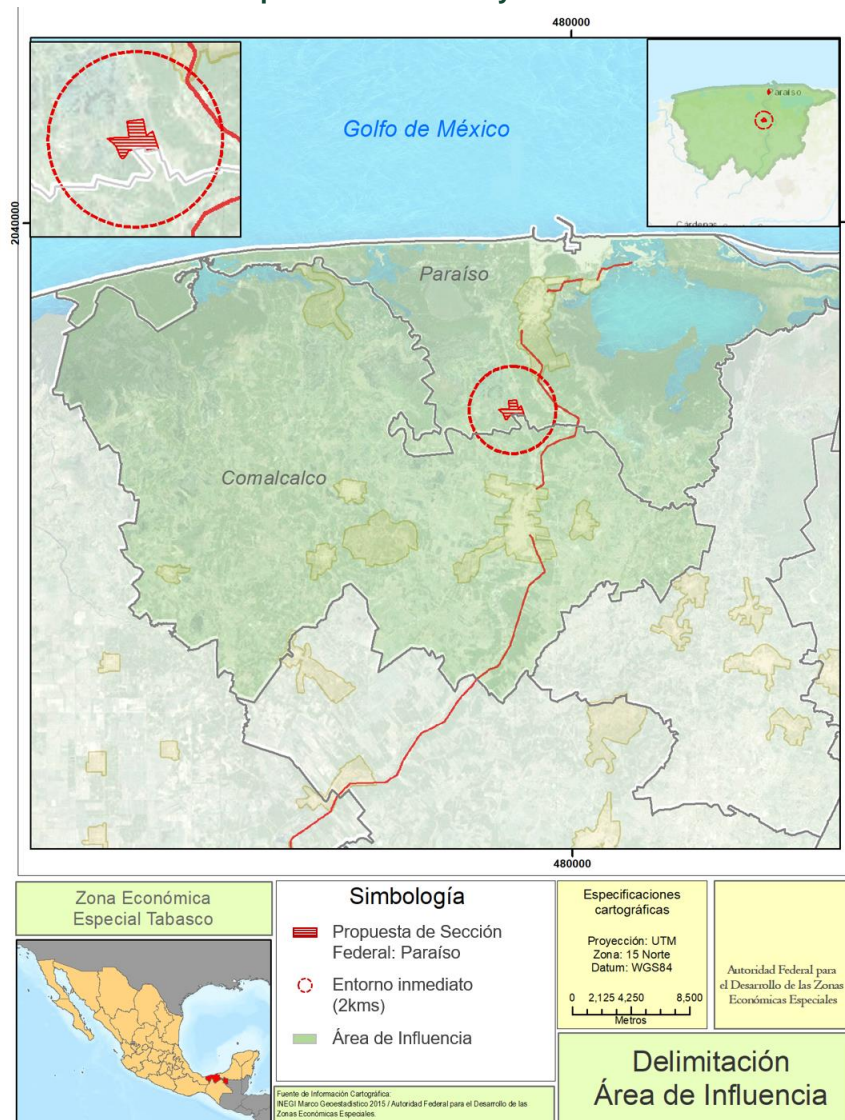 480000
Golfo de México
Paraíso
Cárdenas
2040000
Paraíso
Comalcalco
480000
Zona Económica
Especial Tabasco
Simbología
Propuesta de Sección
Federal: Paraíso
Entorno inmediato
(2kms)
Área de Influencia
Fuente de Información Cartográfica:
INEGI Marco Geoestadístico 2015 / Autoridad Federal para el Desarrollo de las
Zonas Económicas Especiales.
Especificaciones
cartográficas
Proyección: UTM
Zona: 15 Norte
Datum: WGS84
0 2,125 4,250 8,500
Metros
Autoridad Federal para
el Desarrollo de las Zonas
Económicas Especiales
Delimitación
Área de Influencia